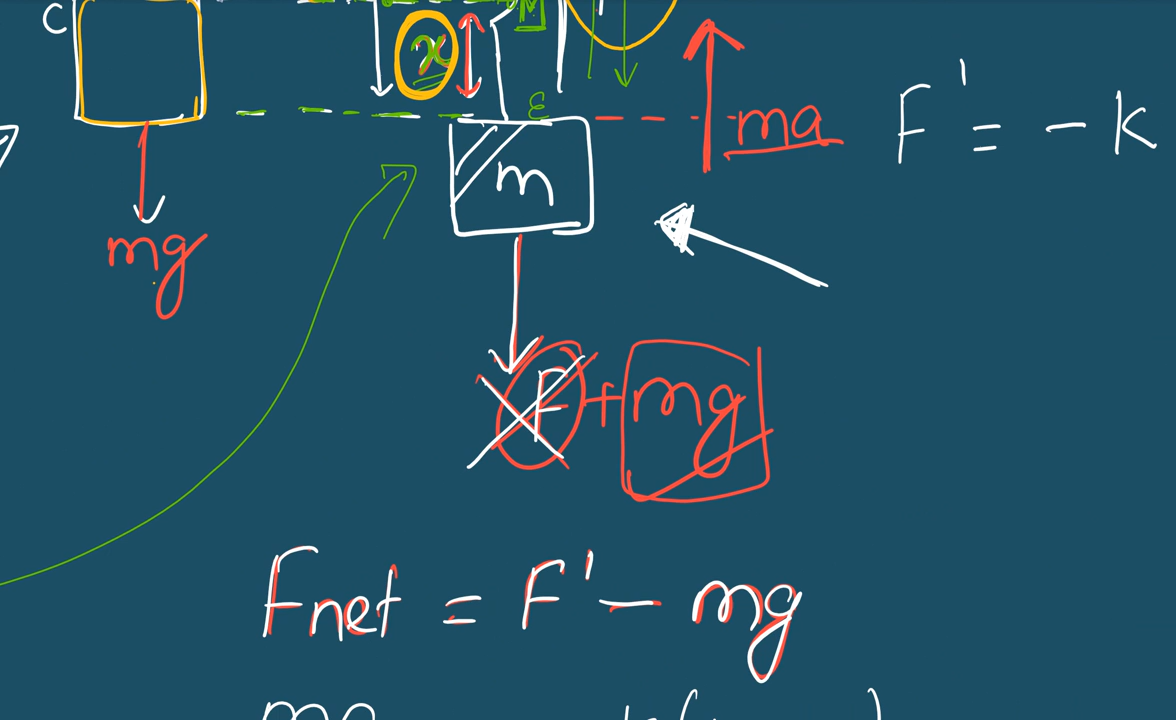 C
x
M
ε
ma
F' = - K
m
mg
F + mg
Fnet = F' - mg